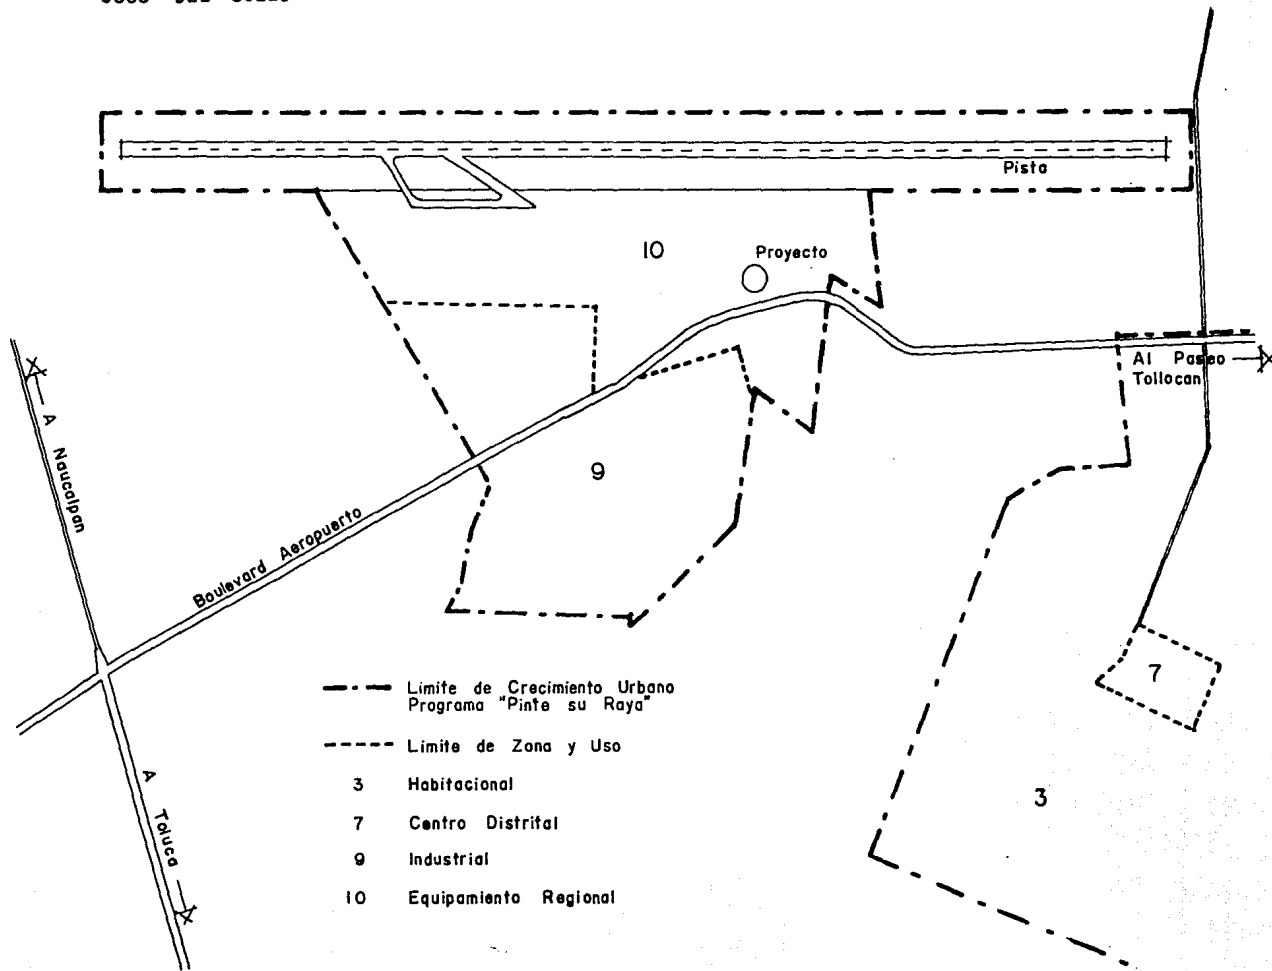 Pista
10
Proyecto
Al Paseo
Tollocan
A Naucalpan
9
Boulevard Aeropuerto
7
3
A Toluca
Limite de Crecimiento Urbano
Programa "Pinte su Raya"
Limite de Zona y Uso
3 Habitacional
7 Centro Distrital
9 Industrial
10 Equipamiento Regional